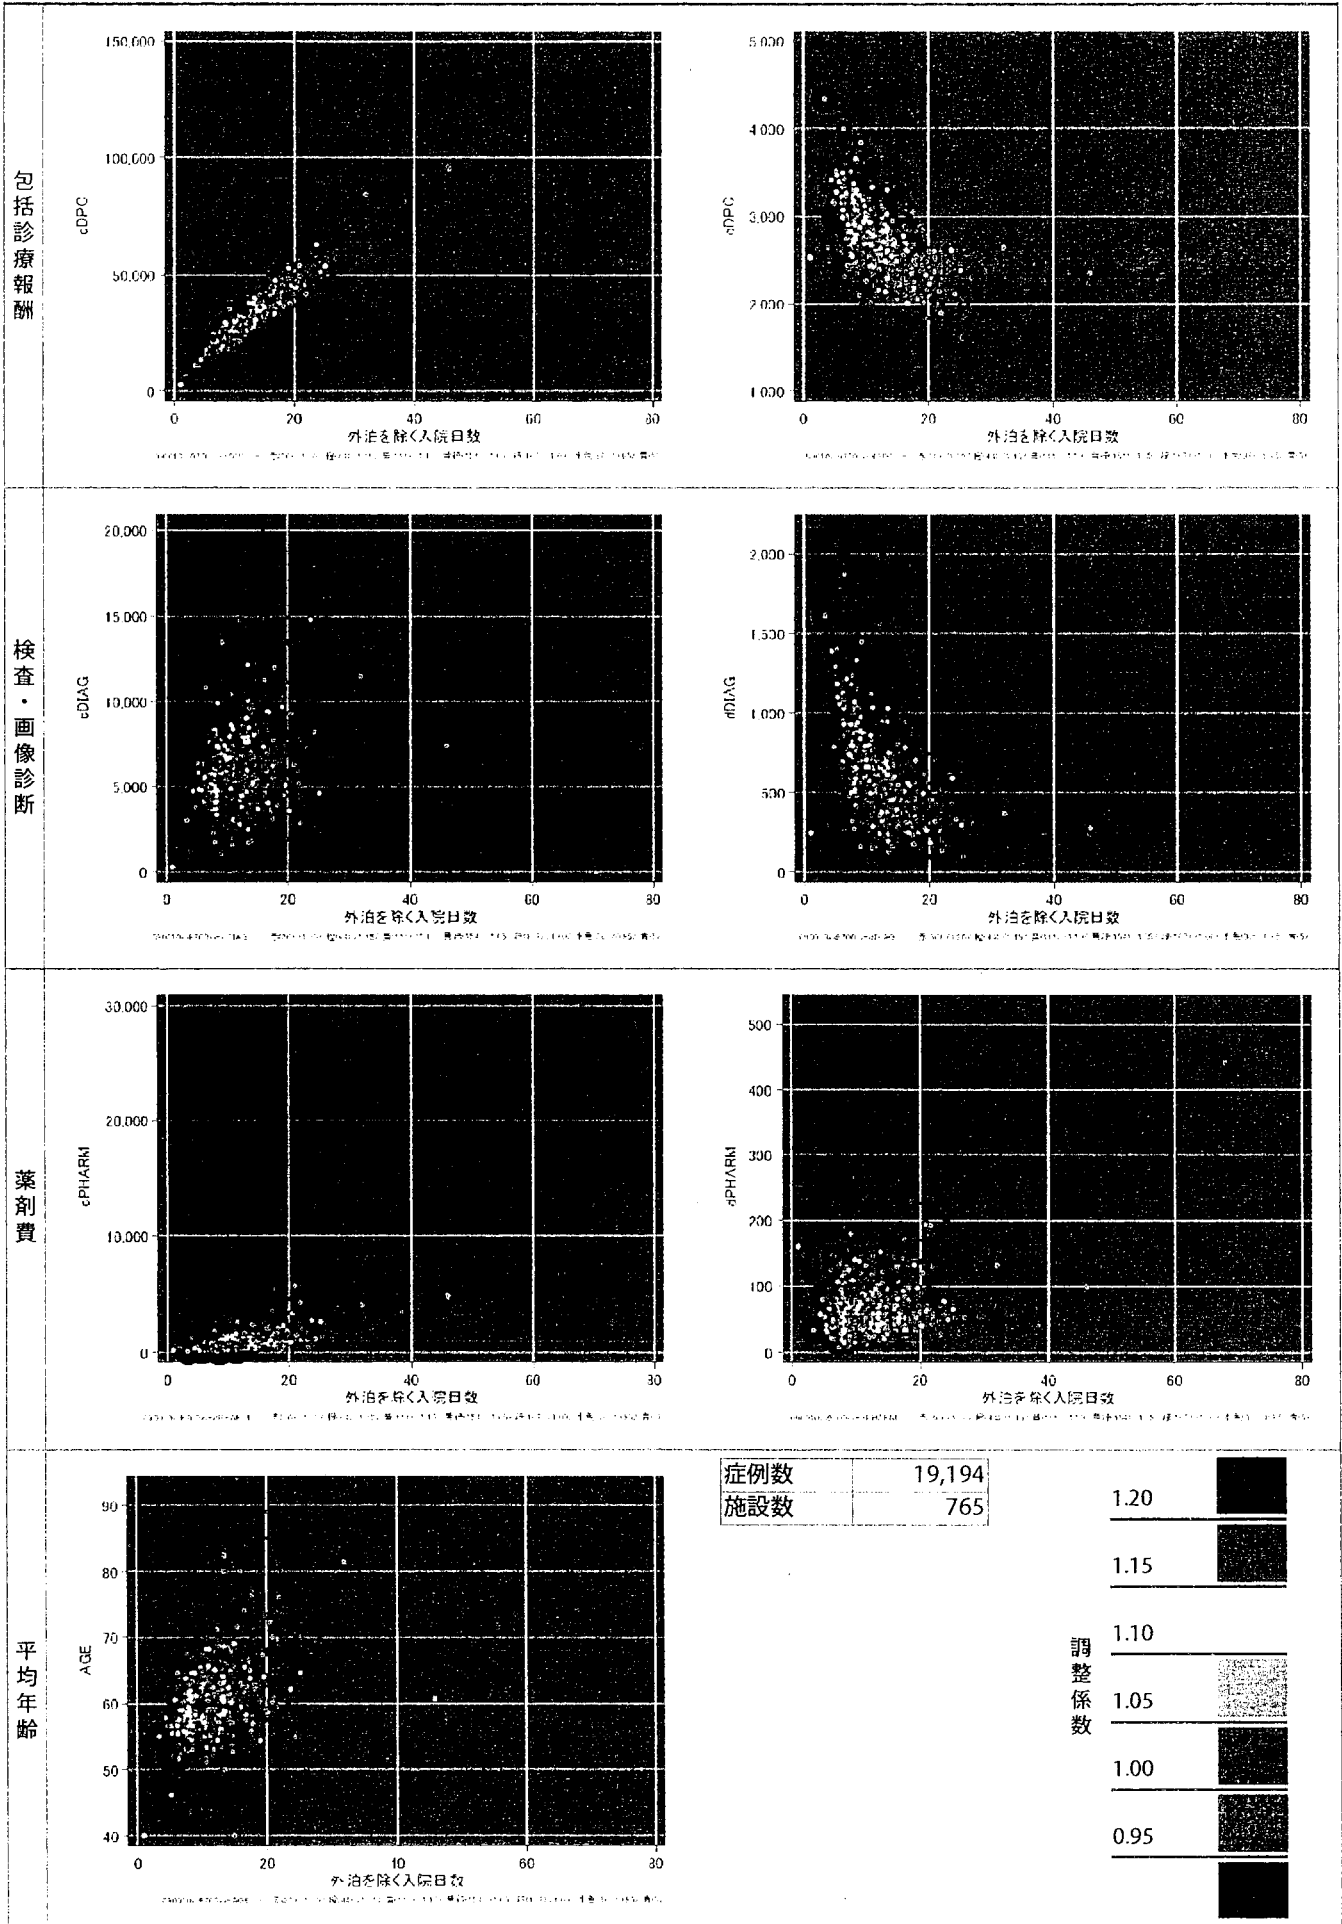 包括診療報酬
150,000
100,000
50,000
0
cDPC
0 20 40 60 80
外泊を除く入院日数
5 000
4 000
3,000
2 000
1 000
dDPC
0 20 40 60 80
外泊を除く入院日数
検査・画像診断
20,000
15,000
10,000
5,000
0
cDIAG
0 20 40 60 80
外泊を除く入院日数
2,000
1,500
1 000
500
0
dDIAG
0 20 40 60 80
外泊を除く入院日数
薬剤費
30,000
20,000
10,000
0
cPHARM
0 20 40 60 80
外泊を除く入院日数
500
400
300
200
100
0
dPHARM
0 20 40 60 80
外泊を除く入院日数
平均年齢
90
80
70
60
50
40
AGE
0 20 40 60 80
外泊を除く入院日数
症例数 19,194
施設数 765
調整係数
1.20
1.15
1.10
1.05
1.00
0.95